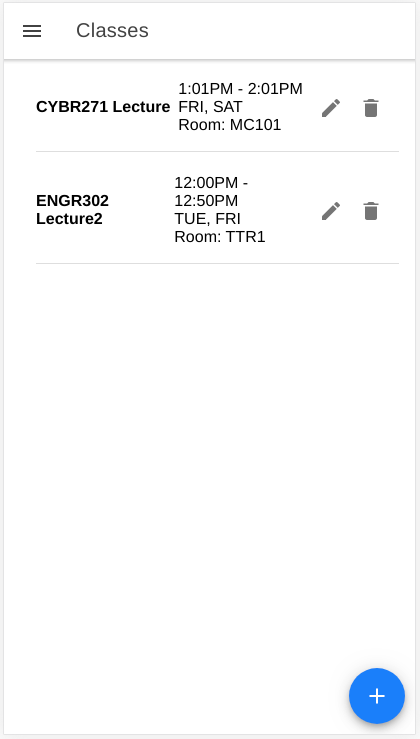 Classes
CYBR271 Lecture
1:01PM - 2:01PM
FRI, SAT
Room: MC101
ENGR302
Lecture2
12:00PM -
12:50PM
TUE, FRI
Room: TTR1